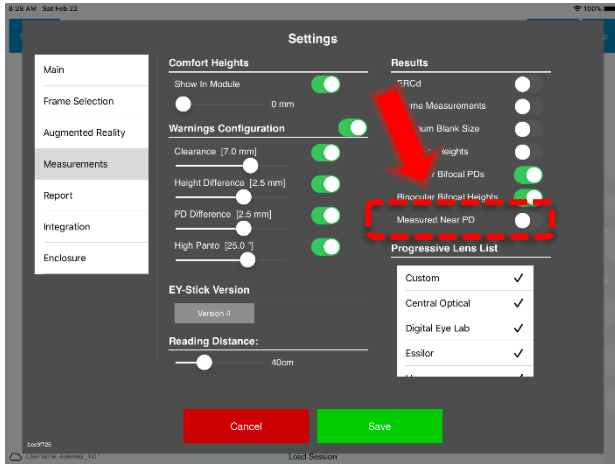 8:28 AM Sat Feb 22
100%
Settings
Main
Frame Selection
Augmented Reality
Measurements
Report
Integration
Enclosure
Comfort Heights
Show In Module
0 mm
Warnings Configuration
Clearance [7.0 mm]
Height Difference [2.5 mm]
PD Difference [2.5 mm]
High Panto [25.0 °]
EY-Stick Version
Version 4
Reading Distance:
40cm
Results
ERCd
Measurements
Blank Size
Heights
Bifocal PDs
Binocular Bifocal Heights
Measured Near PD
Progressive Lens List
Custom
Central Optical
Digital Eye Lab
Essilor
Cancel
Save
Load Session